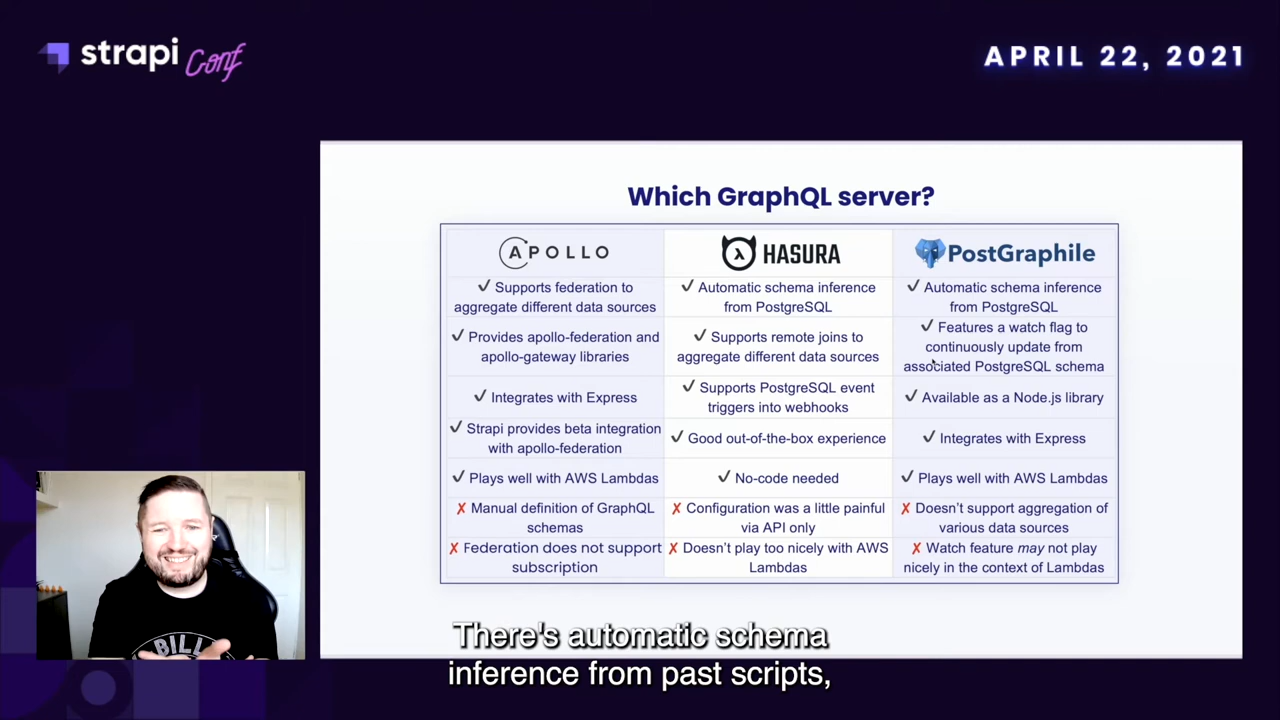 strapi Conf
APRIL 22, 2021
Which GraphQL server?
APOLLO
HASURA
PostGraphile
✓ Supports federation to
aggregate different data sources
✓ Automatic schema inference
from PostgreSQL
✓ Automatic schema inference
from PostgreSQL
✓ Provides apollo-federation and
apollo-gateway libraries
✓ Supports remote joins to
aggregate different data sources
✓ Features a watch flag to
continuously update from
associated PostgreSQL schema
✓ Integrates with Express
✓ Supports PostgreSQL event
triggers into webhooks
✓ Available as a Node.js library
✓ Strapi provides beta integration
with apollo-federation
✓ Good out-of-the-box experience
✓ Integrates with Express
✓ Plays well with AWS Lambdas
✓ No-code needed
✓ Plays well with AWS Lambdas
✗ Manual definition of GraphQL
schemas
✗ Configuration was a little painful
via API only
✗ Doesn't support aggregation of
various data sources
✗ Federation does not support
subscription
✗ Doesn't play too nicely with AWS
Lambdas
✗ Watch feature may not play
nicely in the context of Lambdas
BILL
There's automatic schema
inference from past scripts,